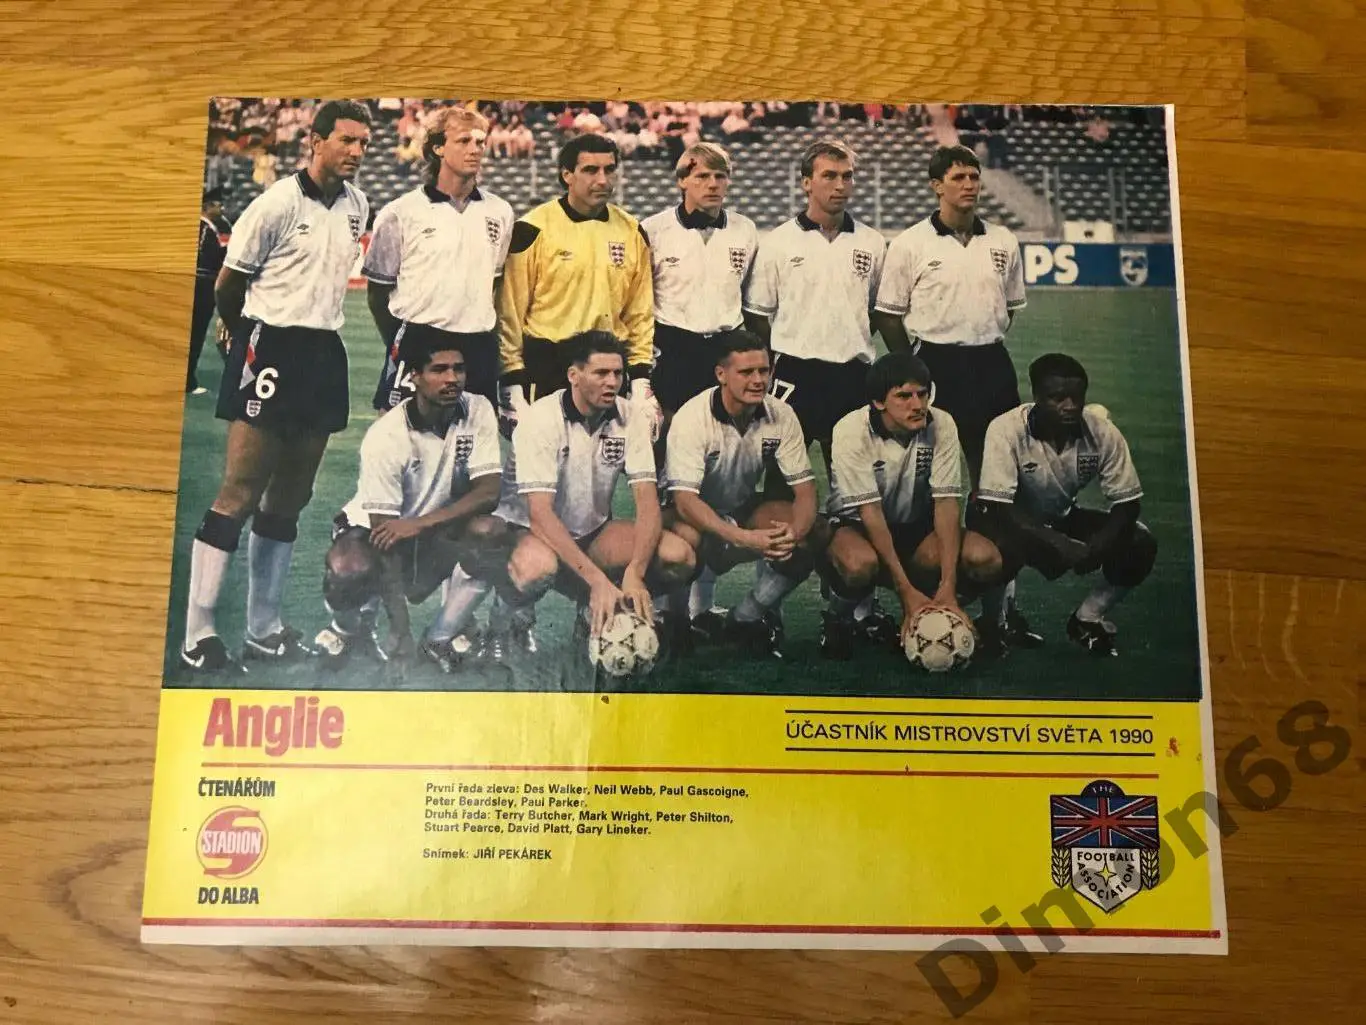 PS
6
14
17
Anglie
ÚČASTNÍK MISTROVSTVÍ SVĚTA 1990
ČTENÁŘŮM
STADION
DO ALBA
První řada zleva: Des Walker, Neil Webb, Paul Gascoigne,
Peter Beardsley, Paul Parker.
Druhá řada: Terry Butcher, Mark Wright, Peter Shilton,
Stuart Pearce, David Platt, Gary Lineker.
Snímek: JIŘÍ PEKÁREK
THE
FOOTBALL
ASSOCIATION
Dimon68